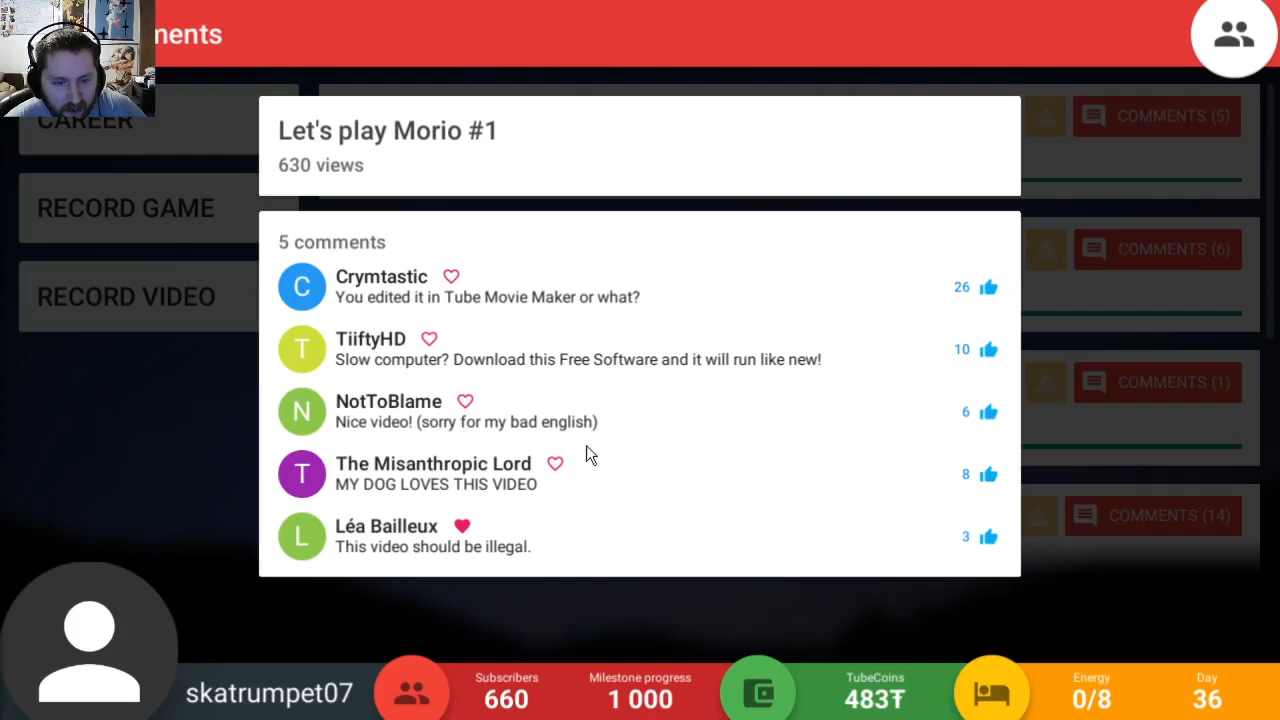 ments
CAREER
RECORD GAME
RECORD VIDEO
COMMENTS (5)
COMMENTS (6)
COMMENTS (1)
COMMENTS (14)
Let's play Morio #1
630 views
5 comments
Crymtastic
You edited it in Tube Movie Maker or what?
26
TiiftyHD
Slow computer? Download this Free Software and it will run like new!
10
NotToBlame
Nice video! (sorry for my bad english)
6
The Misanthropic Lord
MY DOG LOVES THIS VIDEO
8
Léa Bailleux
This video should be illegal.
3
C
T
N
T
L
skatrumpet07
Subscribers
660
Milestone progress
1 000
TubeCoins
483Ŧ
Energy
0/8
Day
36